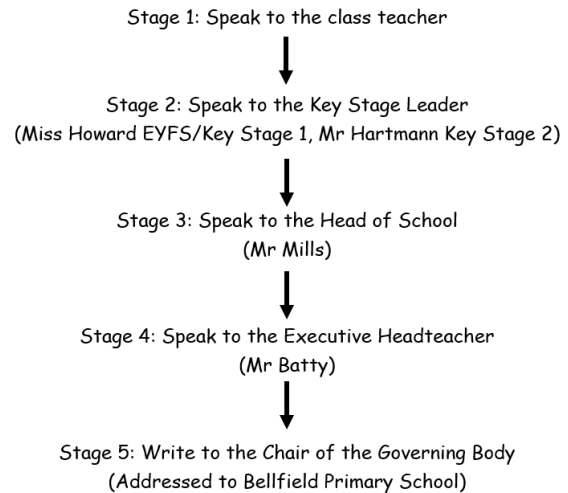 Stage 1: Speak to the class teacher
Stage 2: Speak to the Key Stage Leader
(Miss Howard EYFS/Key Stage 1, Mr Hartmann Key Stage 2)
Stage 3: Speak to the Head of School
(Mr Mills)
Stage 4: Speak to the Executive Headteacher
(Mr Batty)
Stage 5: Write to the Chair of the Governing Body
(Addressed to Bellfield Primary School)